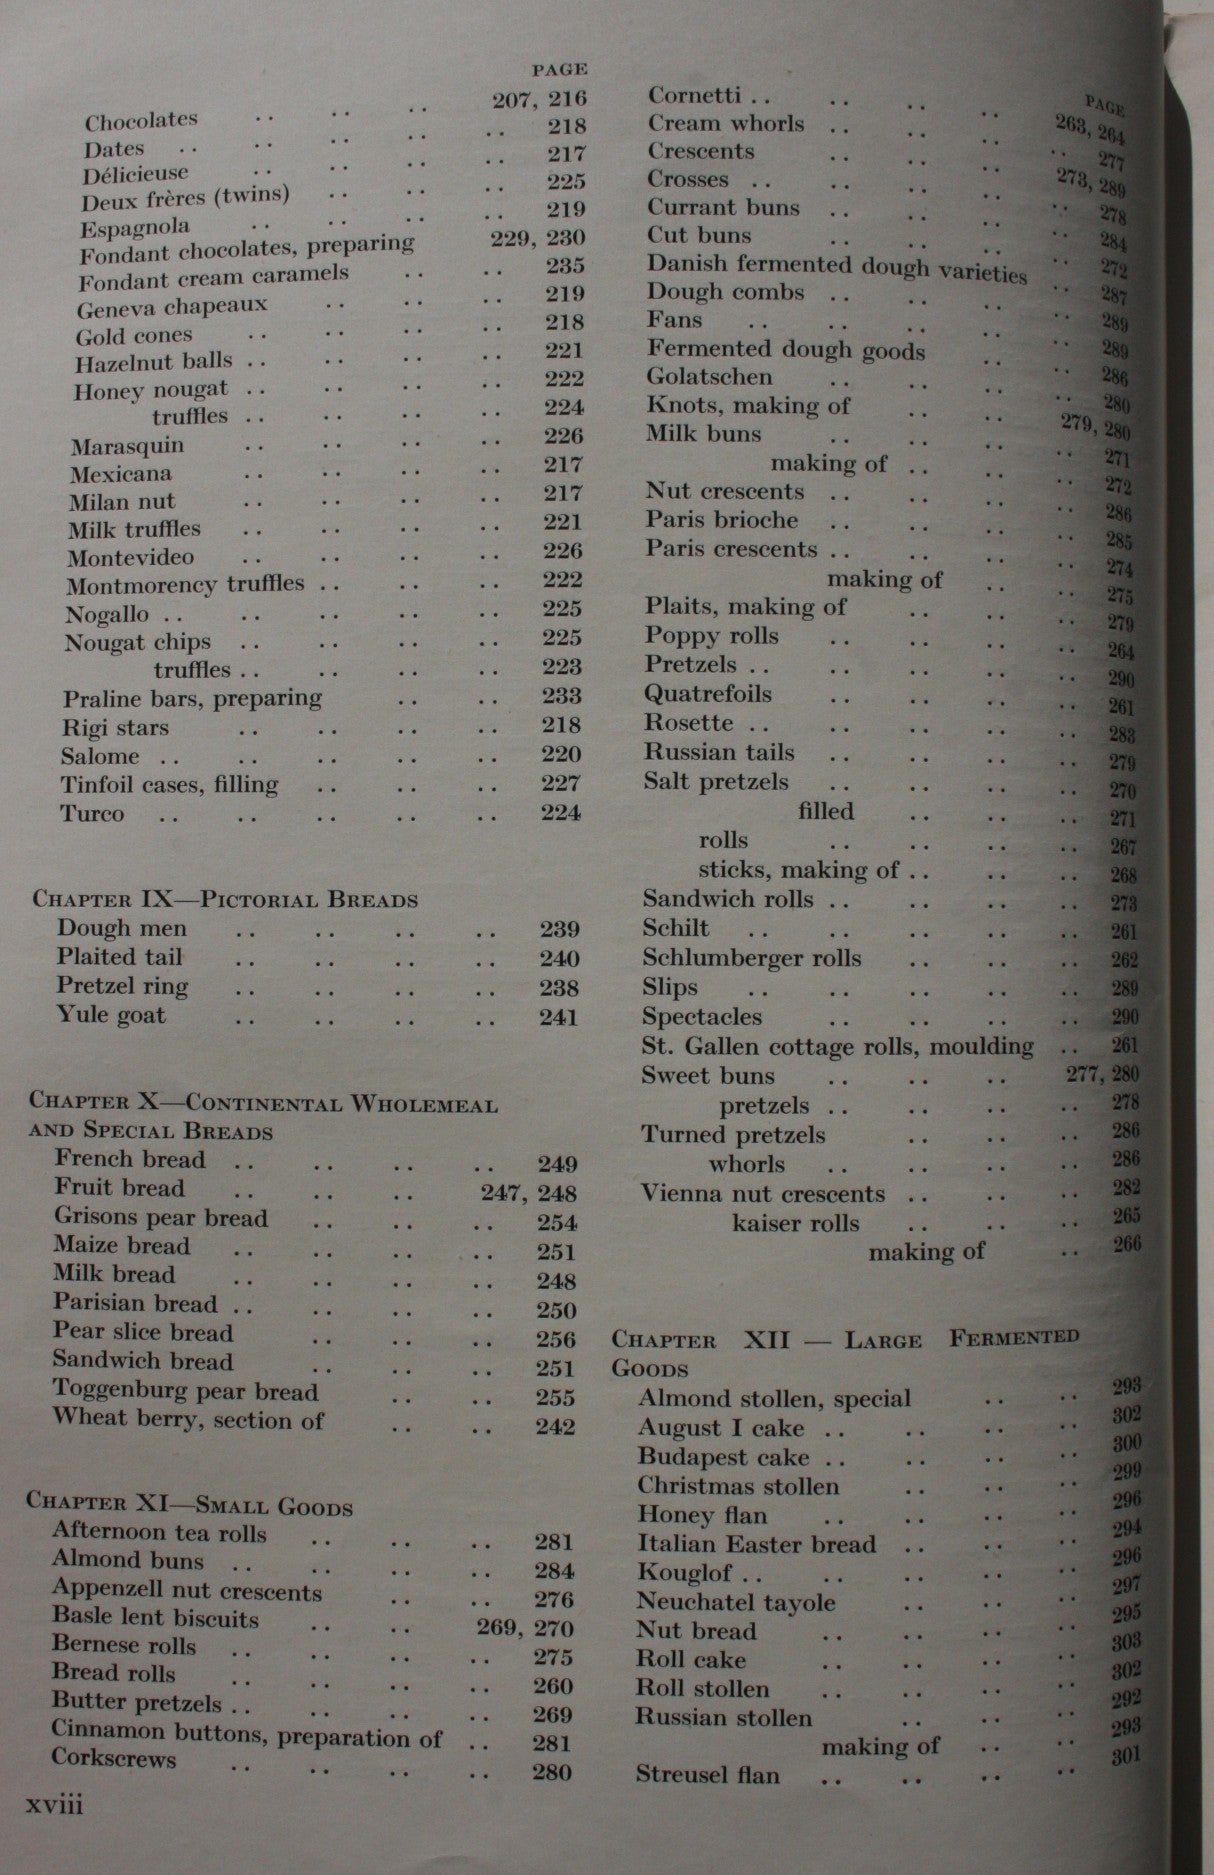 PAGE
Chocolates .. .. .. 207, 216
Dates .. .. .. .. 218
Délicieuse .. .. .. .. 217
Deux frères (twins) .. .. .. 225
Espagnola .. .. .. .. 219
Fondant chocolates, preparing 229, 230
Fondant cream caramels .. .. 235
Geneva chapeaux .. .. .. 219
Gold cones .. .. .. .. 218
Hazelnut balls .. .. .. .. 221
Honey nougat .. .. .. .. 222
truffles .. .. .. .. 224
Marasquin .. .. .. .. 226
Mexicana .. .. .. .. 217
Milan nut .. .. .. .. 217
Milk truffles .. .. .. .. 221
Montevideo .. .. .. .. 226
Montmorency truffles .. .. .. 222
Nogallo .. .. .. .. .. 225
Nougat chips .. .. .. .. 225
truffles .. .. .. .. 223
Praline bars, preparing .. .. 233
Rigi stars .. .. .. .. 218
Salome .. .. .. .. .. 220
Tinfoil cases, filling .. .. .. 227
Turco .. .. .. .. .. 224
CHAPTER IX—PICTORIAL BREADS
Dough men .. .. .. .. 239
Plaited tail .. .. .. .. 240
Pretzel ring .. .. .. .. 238
Yule goat .. .. .. .. 241
CHAPTER X—CONTINENTAL WHOLEMEAL
AND SPECIAL BREADS
French bread .. .. .. .. 249
Fruit bread .. .. .. 247, 248
Grisons pear bread .. .. .. 254
Maize bread .. .. .. .. 251
Milk bread .. .. .. .. 248
Parisian bread .. .. .. .. 250
Pear slice bread .. .. .. 256
Sandwich bread .. .. .. 251
Toggenburg pear bread .. .. 255
Wheat berry, section of .. .. 242
CHAPTER XI—SMALL GOODS
Afternoon tea rolls .. .. .. 281
Almond buns .. .. .. .. 284
Appenzell nut crescents .. .. 276
Basle lent biscuits .. .. 269, 270
Bernese rolls .. .. .. .. 275
Bread rolls .. .. .. .. 260
Butter pretzels .. .. .. .. 269
Cinnamon buttons, preparation of .. 281
Corkscrews .. .. .. .. 280
xviii
PAGE
Cornetti .. .. .. .. 263, 264
Cream whorls .. .. .. .. 277
Crescents .. .. .. 273, 289
Crosses .. .. .. .. .. 278
Currant buns .. .. .. .. 284
Cut buns .. .. .. .. 272
Danish fermented dough varieties .. 287
Dough combs .. .. .. .. 289
Fans .. .. .. .. .. 289
Fermented dough goods .. .. 286
Golatschen .. .. .. .. 280
Knots, making of .. .. 279, 280
Milk buns .. .. .. .. 271
making of .. .. .. 272
Nut crescents .. .. .. .. 286
Paris brioche .. .. .. .. 285
Paris crescents .. .. .. .. 274
making of .. .. 275
Plaits, making of .. .. .. 279
Poppy rolls .. .. .. .. 264
Pretzels .. .. .. .. .. 290
Quatrefoils .. .. .. .. 261
Rosette .. .. .. .. .. 283
Russian tails .. .. .. .. 279
Salt pretzels .. .. .. .. 270
filled .. .. .. 271
rolls .. .. .. .. 267
sticks, making of .. .. .. 268
Sandwich rolls .. .. .. .. 273
Schilt .. .. .. .. .. 261
Schlumberger rolls .. .. .. 262
Slips .. .. .. .. .. 289
Spectacles .. .. .. .. 290
St. Gallen cottage rolls, moulding .. 261
Sweet buns .. .. .. 277, 280
pretzels .. .. .. .. 278
Turned pretzels .. .. .. 286
whorls .. .. .. .. 286
Vienna nut crescents .. .. .. 282
kaiser rolls .. .. .. 265
making of .. 266
CHAPTER XII — LARGE FERMENTED
GOODS
Almond stollen, special .. .. 293
August I cake .. .. .. .. 302
Budapest cake .. .. .. .. 300
Christmas stollen .. .. .. 299
Honey flan .. .. .. .. 296
Italian Easter bread .. .. .. 294
Kouglof .. .. .. .. .. 296
Neuchatel tayole .. .. .. 297
Nut bread .. .. .. .. 295
Roll cake .. .. .. .. 303
Roll stollen .. .. .. .. 302
Russian stollen .. .. .. 292
making of .. .. 293
Streusel flan .. .. .. .. 301